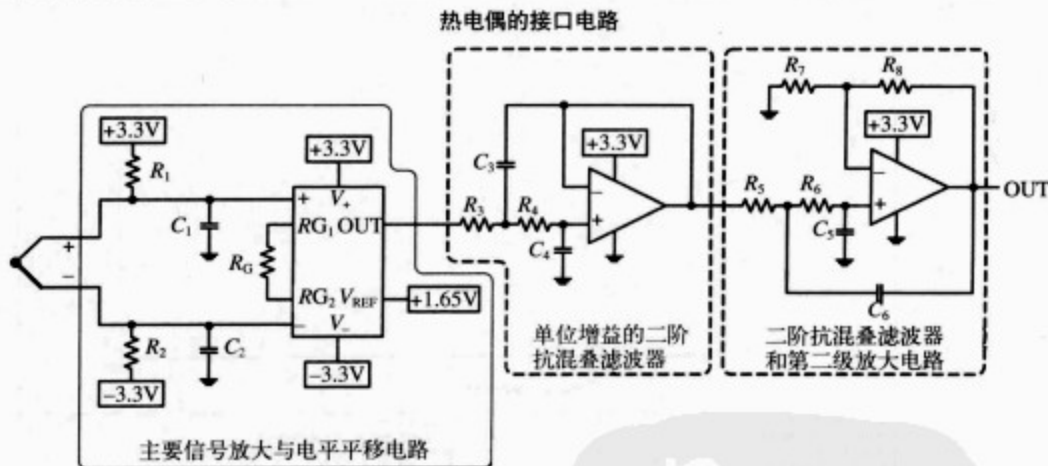 热电偶的接口电路
+3.3V
R₁
C₁
+
−
R₂
C₂
−3.3V
+3.3V
+
V₊
RG₁ OUT
R_G
RG₂ V_REF
+1.65V
V₋
−
−3.3V
主要信号放大与电平平移电路
C₃
R₃
R₄
C₄
+3.3V
−
+
单位增益的二阶
抗混叠滤波器
R₇
R₈
+3.3V
−
+
R₅
R₆
C₅
C₆
OUT
二阶抗混叠滤波器
和第二级放大电路